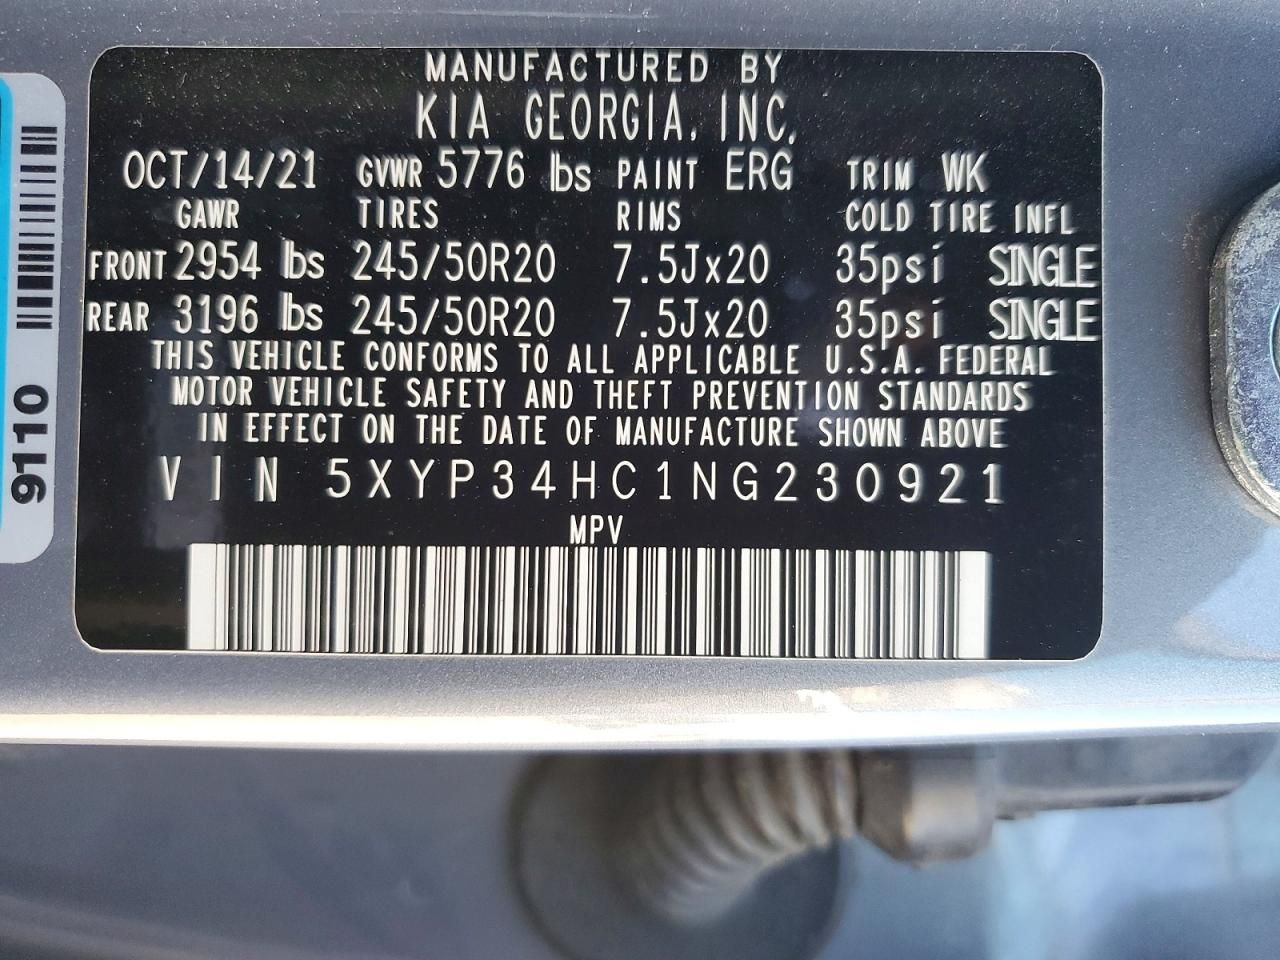 MANUFACTURED BY
KIA GEORGIA, INC.
OCT/14/21 GVWR 5776 lbs PAINT ERG TRIM WK
GAWR TIRES RIMS COLD TIRE INFL
FRONT 2954 lbs 245/50R20 7.5Jx20 35psi SINGLE
REAR 3196 lbs 245/50R20 7.5Jx20 35psi SINGLE
THIS VEHICLE CONFORMS TO ALL APPLICABLE U.S.A. FEDERAL
MOTOR VEHICLE SAFETY AND THEFT PREVENTION STANDARDS
IN EFFECT ON THE DATE OF MANUFACTURE SHOWN ABOVE
VIN 5XYP34HC1NG230921
MPV
9110